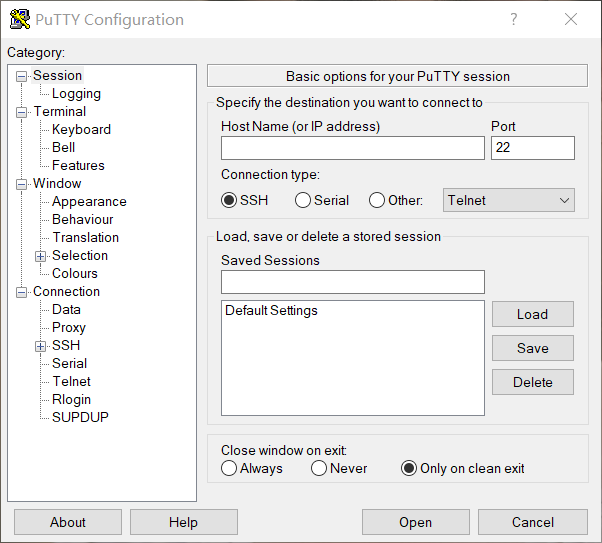 PuTTY Configuration
?
Category:
Session
Logging
Terminal
Keyboard
Bell
Features
Window
Appearance
Behaviour
Translation
Selection
Colours
Connection
Data
Proxy
SSH
Serial
Telnet
Rlogin
SUPDUP
Basic options for your PuTTY session
Specify the destination you want to connect to
Host Name (or IP address) Port
22
Connection type:
SSH Serial Other: Telnet
Load, save or delete a stored session
Saved Sessions
Default Settings
Load
Save
Delete
Close window on exit:
Always Never Only on clean exit
About Help Open Cancel